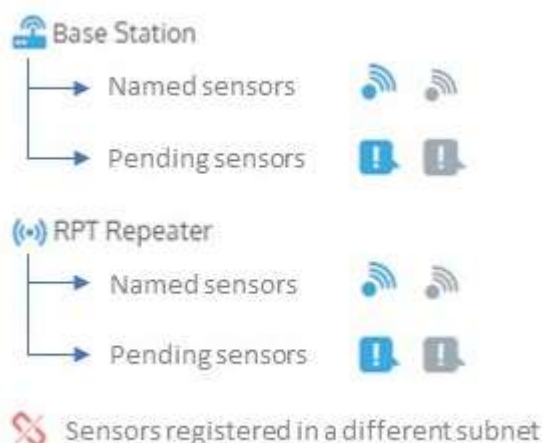 Base Station
Named sensors
Pending sensors
RPT Repeater
Named sensors
Pending sensors
Sensors registered in a different subnet